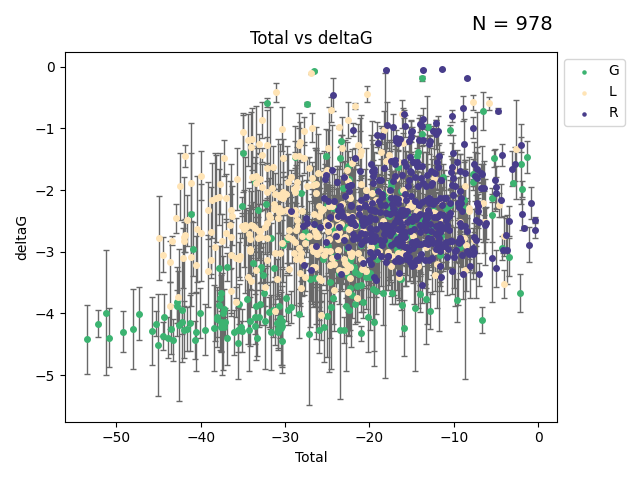 N = 978
Total vs deltaG
G
L
R
0
−1
−2
−3
−4
−5
deltaG
−50 −40 −30 −20 −10 0
Total